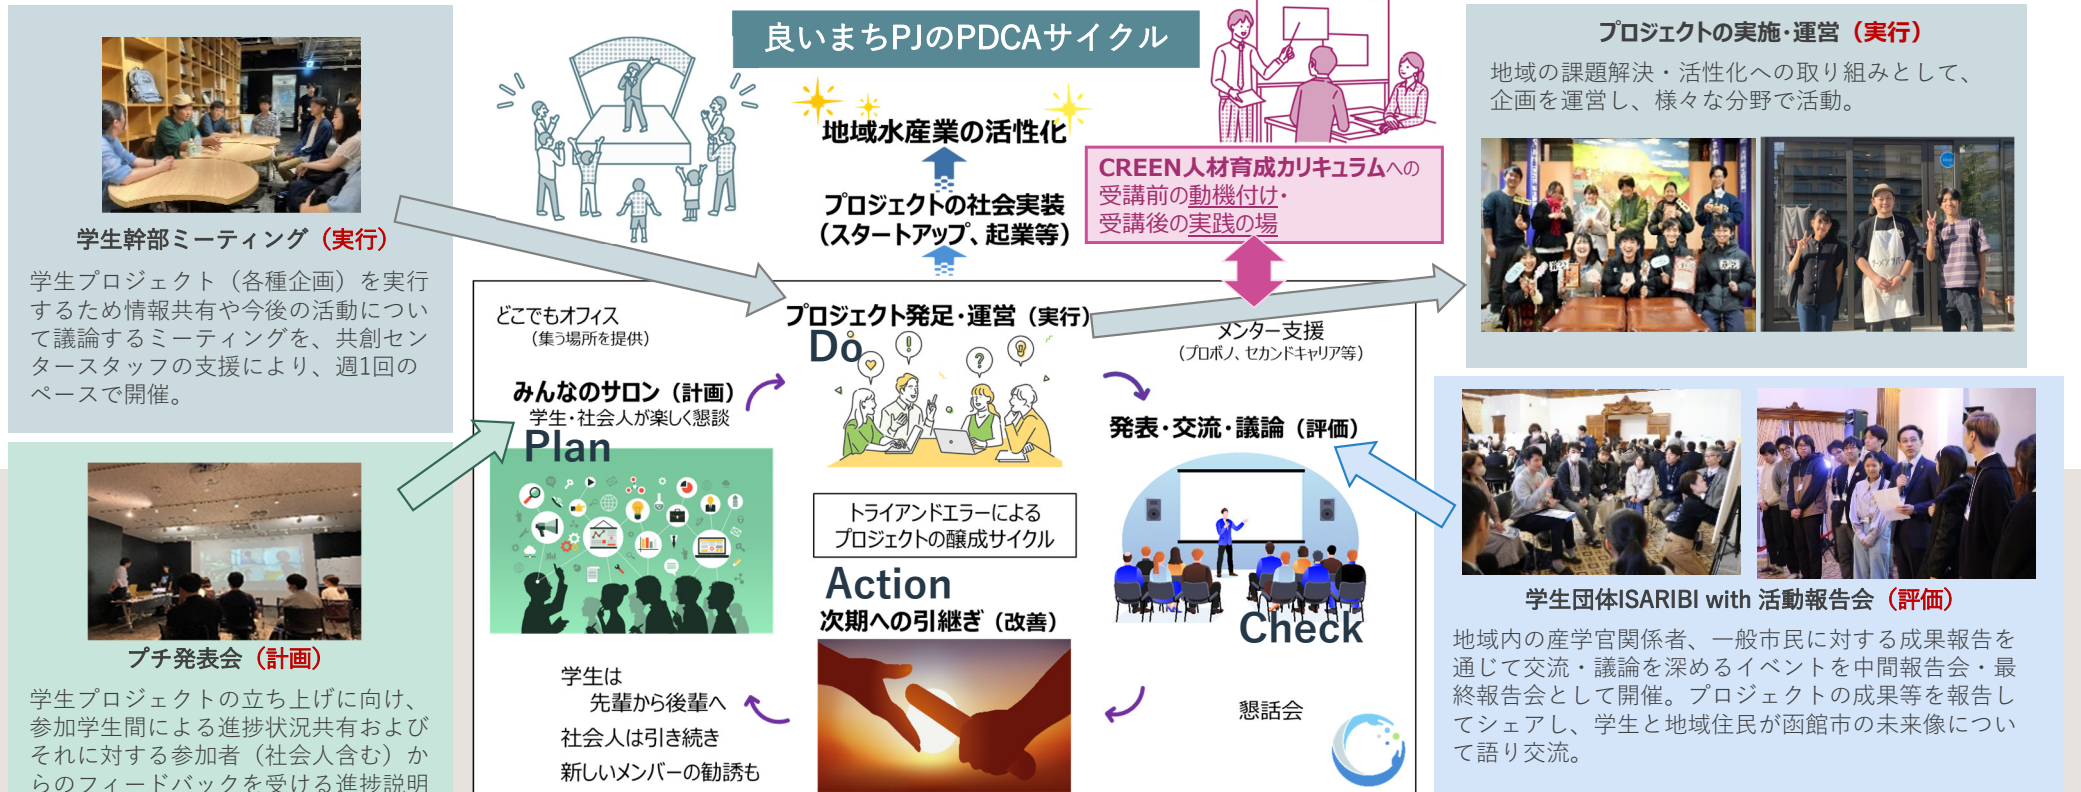 良いまちPJのPDCAサイクル
学生幹部ミーティング（実行）
学生プロジェクト（各種企画）を実行
するため情報共有や今後の活動につい
て議論するミーティングを、共創セン
タースタッフの支援により、週1回の
ペースで開催。
プチ発表会（計画）
学生プロジェクトの立ち上げに向け、
参加学生間による進捗状況共有および
それに対する参加者（社会人含む）か
らのフィードバックを受ける進捗説明
地域水産業の活性化
プロジェクトの社会実装
（スタートアップ、起業等）
CREEN人材育成カリキュラムへの
受講前の動機付け・
受講後の実践の場
どこでもオフィス
（集う場所を提供）
みんなのサロン（計画）
学生・社会人が楽しく懇談
Plan
プロジェクト発足・運営（実行）
Do
メンター支援
（プロボノ、セカンドキャリア等）
発表・交流・議論（評価）
Check
トライアンドエラーによる
プロジェクトの醸成サイクル
Action
次期への引継ぎ（改善）
学生は
先輩から後輩へ
社会人は引き続き
新しいメンバーの勧誘も
懇話会
プロジェクトの実施・運営（実行）
地域の課題解決・活性化への取り組みとして、
企画を運営し、様々な分野で活動。
学生団体ISARIBI with 活動報告会（評価）
地域内の産学官関係者、一般市民に対する成果報告を
通じて交流・議論を深めるイベントを中間報告会・最
終報告会として開催。プロジェクトの成果等を報告し
てシェアし、学生と地域住民が函館市の未来像につい
て語り交流。